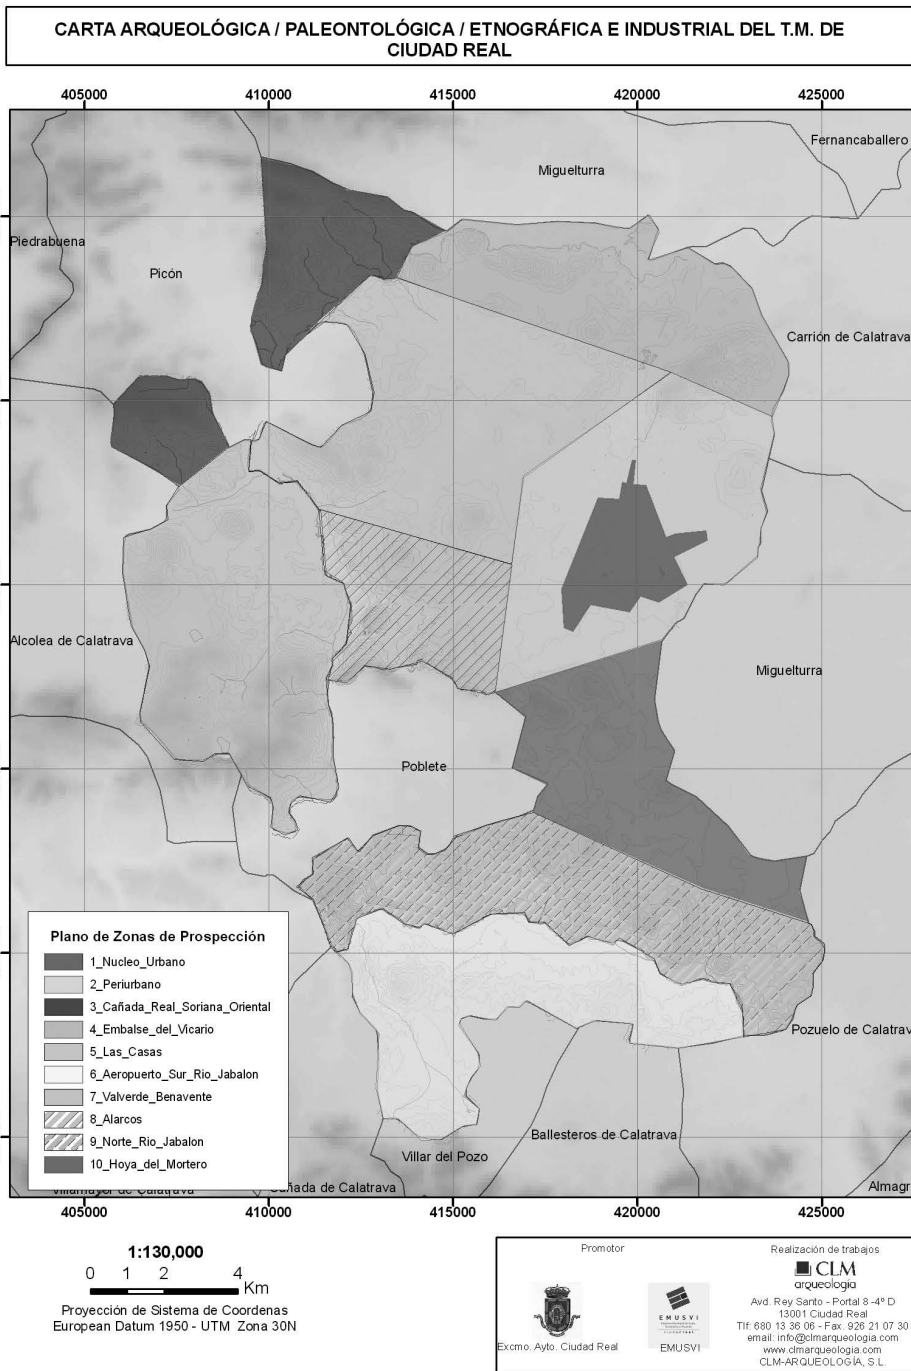 CARTA ARQUEOLÓGICA / PALEONTOLÓGICA / ETNOGRÁFICA E INDUSTRIAL DEL T.M. DE
CIUDAD REAL
405000 410000 415000 420000 425000
Fernancaballero
Miguelturra
Piedrabuena
Picón
Carrión de Calatrava
Alcolea de Calatrava
Miguelturra
Poblete
Plano de Zonas de Prospección
1_Nucleo_Urbano
2_Periurbano
3_Cañada_Real_Soriana_Oriental
4_Embalse_del_Vicario
5_Las_Casas
6_Aeropuerto_Sur_Rio_Jabalon
7_Valverde_Benavente
8_Alarcos
9_Norte_Rio_Jabalon
10_Hoya_del_Mortero
Pozuelo de Calatrav
Ballesteros de Calatrava
Villar del Pozo
Villamayor de Calatrava
Cañada de Calatrava
Almagr
405000 410000 415000 420000 425000
1:130,000
0 1 2 4
Km
Proyección de Sistema de Coordenas
European Datum 1950 - UTM Zona 30N
Promotor
Excmo. Ayto. Ciudad Real
EMUSVI
EMUSVI
Realización de trabajos
CLM
arqueología
Avd. Rey Santo - Portal 8 -4º D
13001 Ciudad Real
Tlf: 680 13 36 06 - Fax. 926 21 07 30
email: info@clmarqueologia.com
www.clmarqueologia.com
CLM-ARQUEOLOGÍA, S.L.